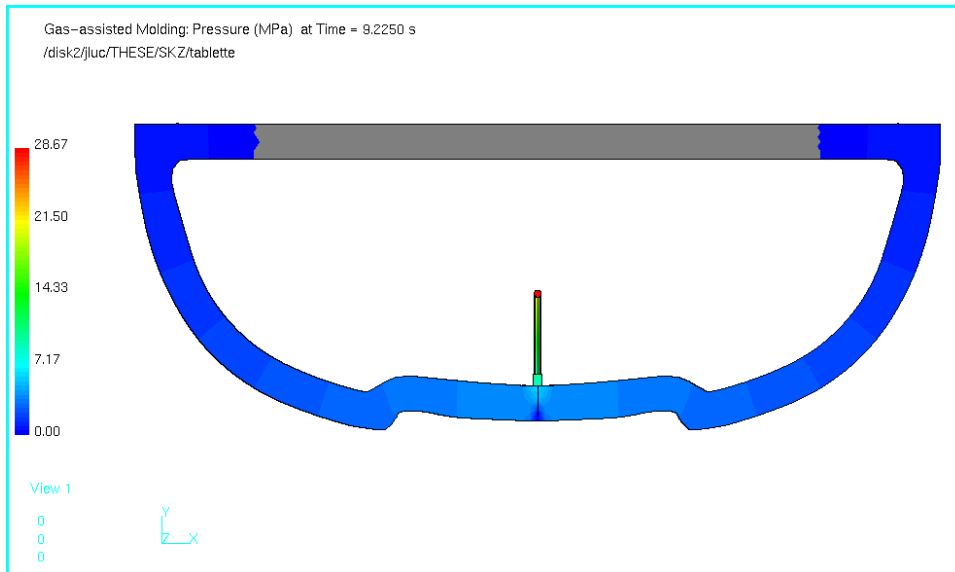 Gas-assisted Molding: Pressure (MPa) at Time = 9.2250 s
/disk2/jluc/THESE/SKZ/tablette
28.67
21.50
14.33
7.17
0.00
View 1
0
0
0
Y
Z X